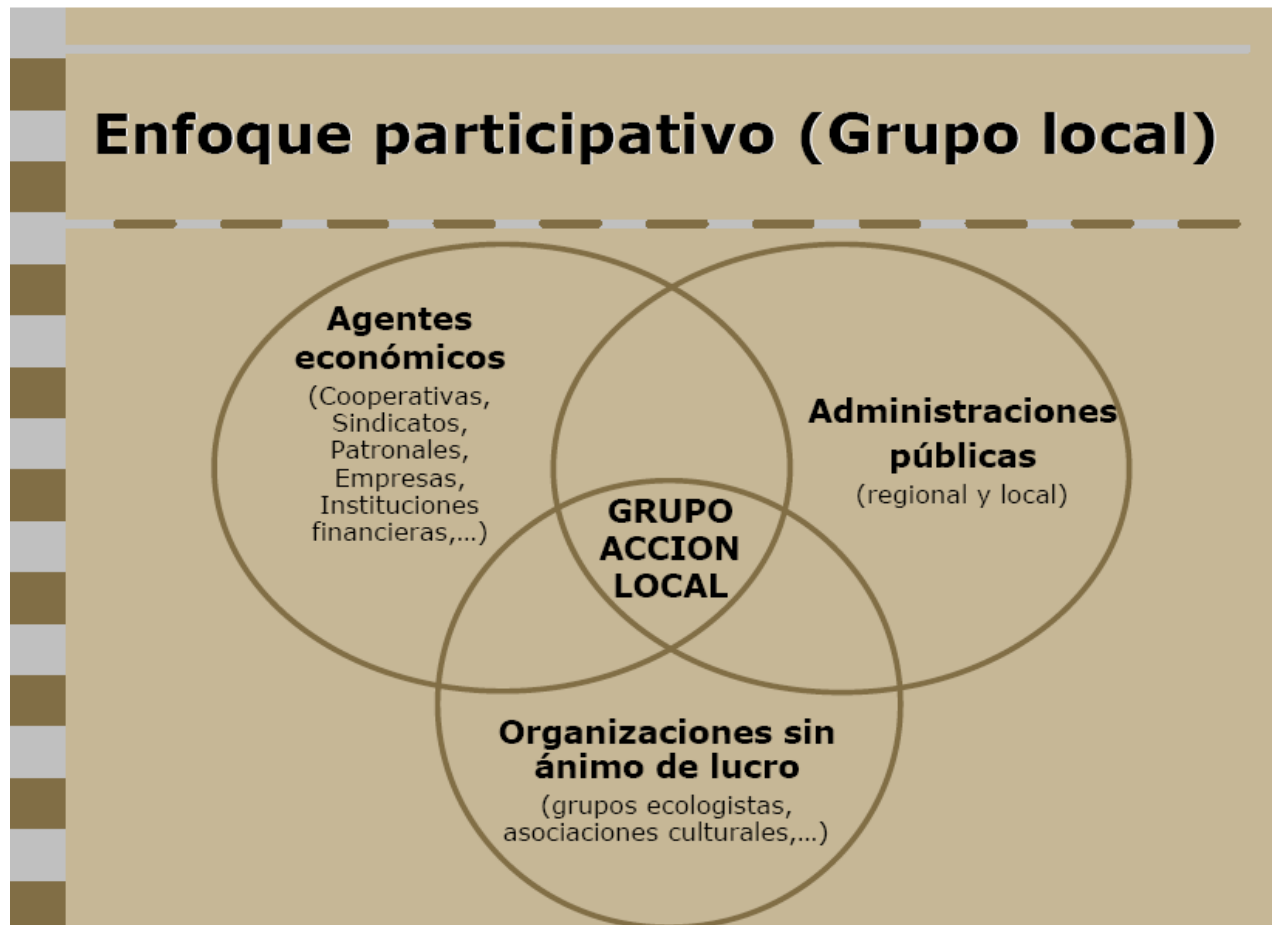 Enfoque participativo (Grupo local)
Agentes
económicos
(Cooperativas,
Sindicatos,
Patronales,
Empresas,
Instituciones
financieras,...)
Administraciones
públicas
(regional y local)
GRUPO
ACCION
LOCAL
Organizaciones sin
ánimo de lucro
(grupos ecologistas,
asociaciones culturales,...)